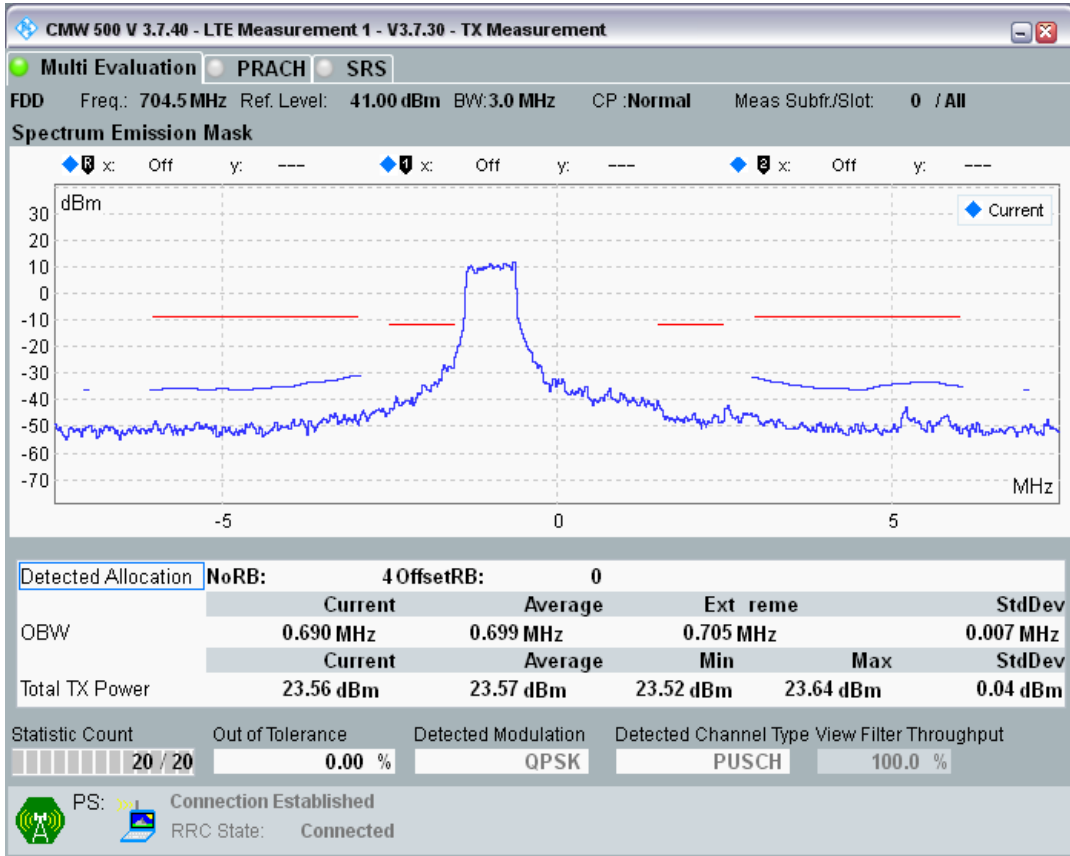 CMW 500 V 3.7.40 - LTE Measurement 1 - V3.7.30 - TX Measurement
Multi Evaluation PRACH SRS
FDD Freq.: 704.5 MHz Ref. Level: 41.00 dBm BW: 3.0 MHz CP :Normal Meas Subfr./Slot: 0 / All
Spectrum Emission Mask
R x: Off y: --- 1 x: Off y: --- 2 x: Off y: ---
dBm
Current
30
20
10
0
-10
-20
-30
-40
-50
-60
-70
MHz
-5 0 5
Detected Allocation NoRB: 4 OffsetRB: 0
Current Average Ext reme StdDev
OBW 0.690 MHz 0.699 MHz 0.705 MHz 0.007 MHz
Current Average Min Max StdDev
Total TX Power 23.56 dBm 23.57 dBm 23.52 dBm 23.64 dBm 0.04 dBm
Statistic Count Out of Tolerance Detected Modulation Detected Channel Type View Filter Throughput
20 / 20 0.00 % QPSK PUSCH 100.0 %
PS: Connection Established
RRC State: Connected